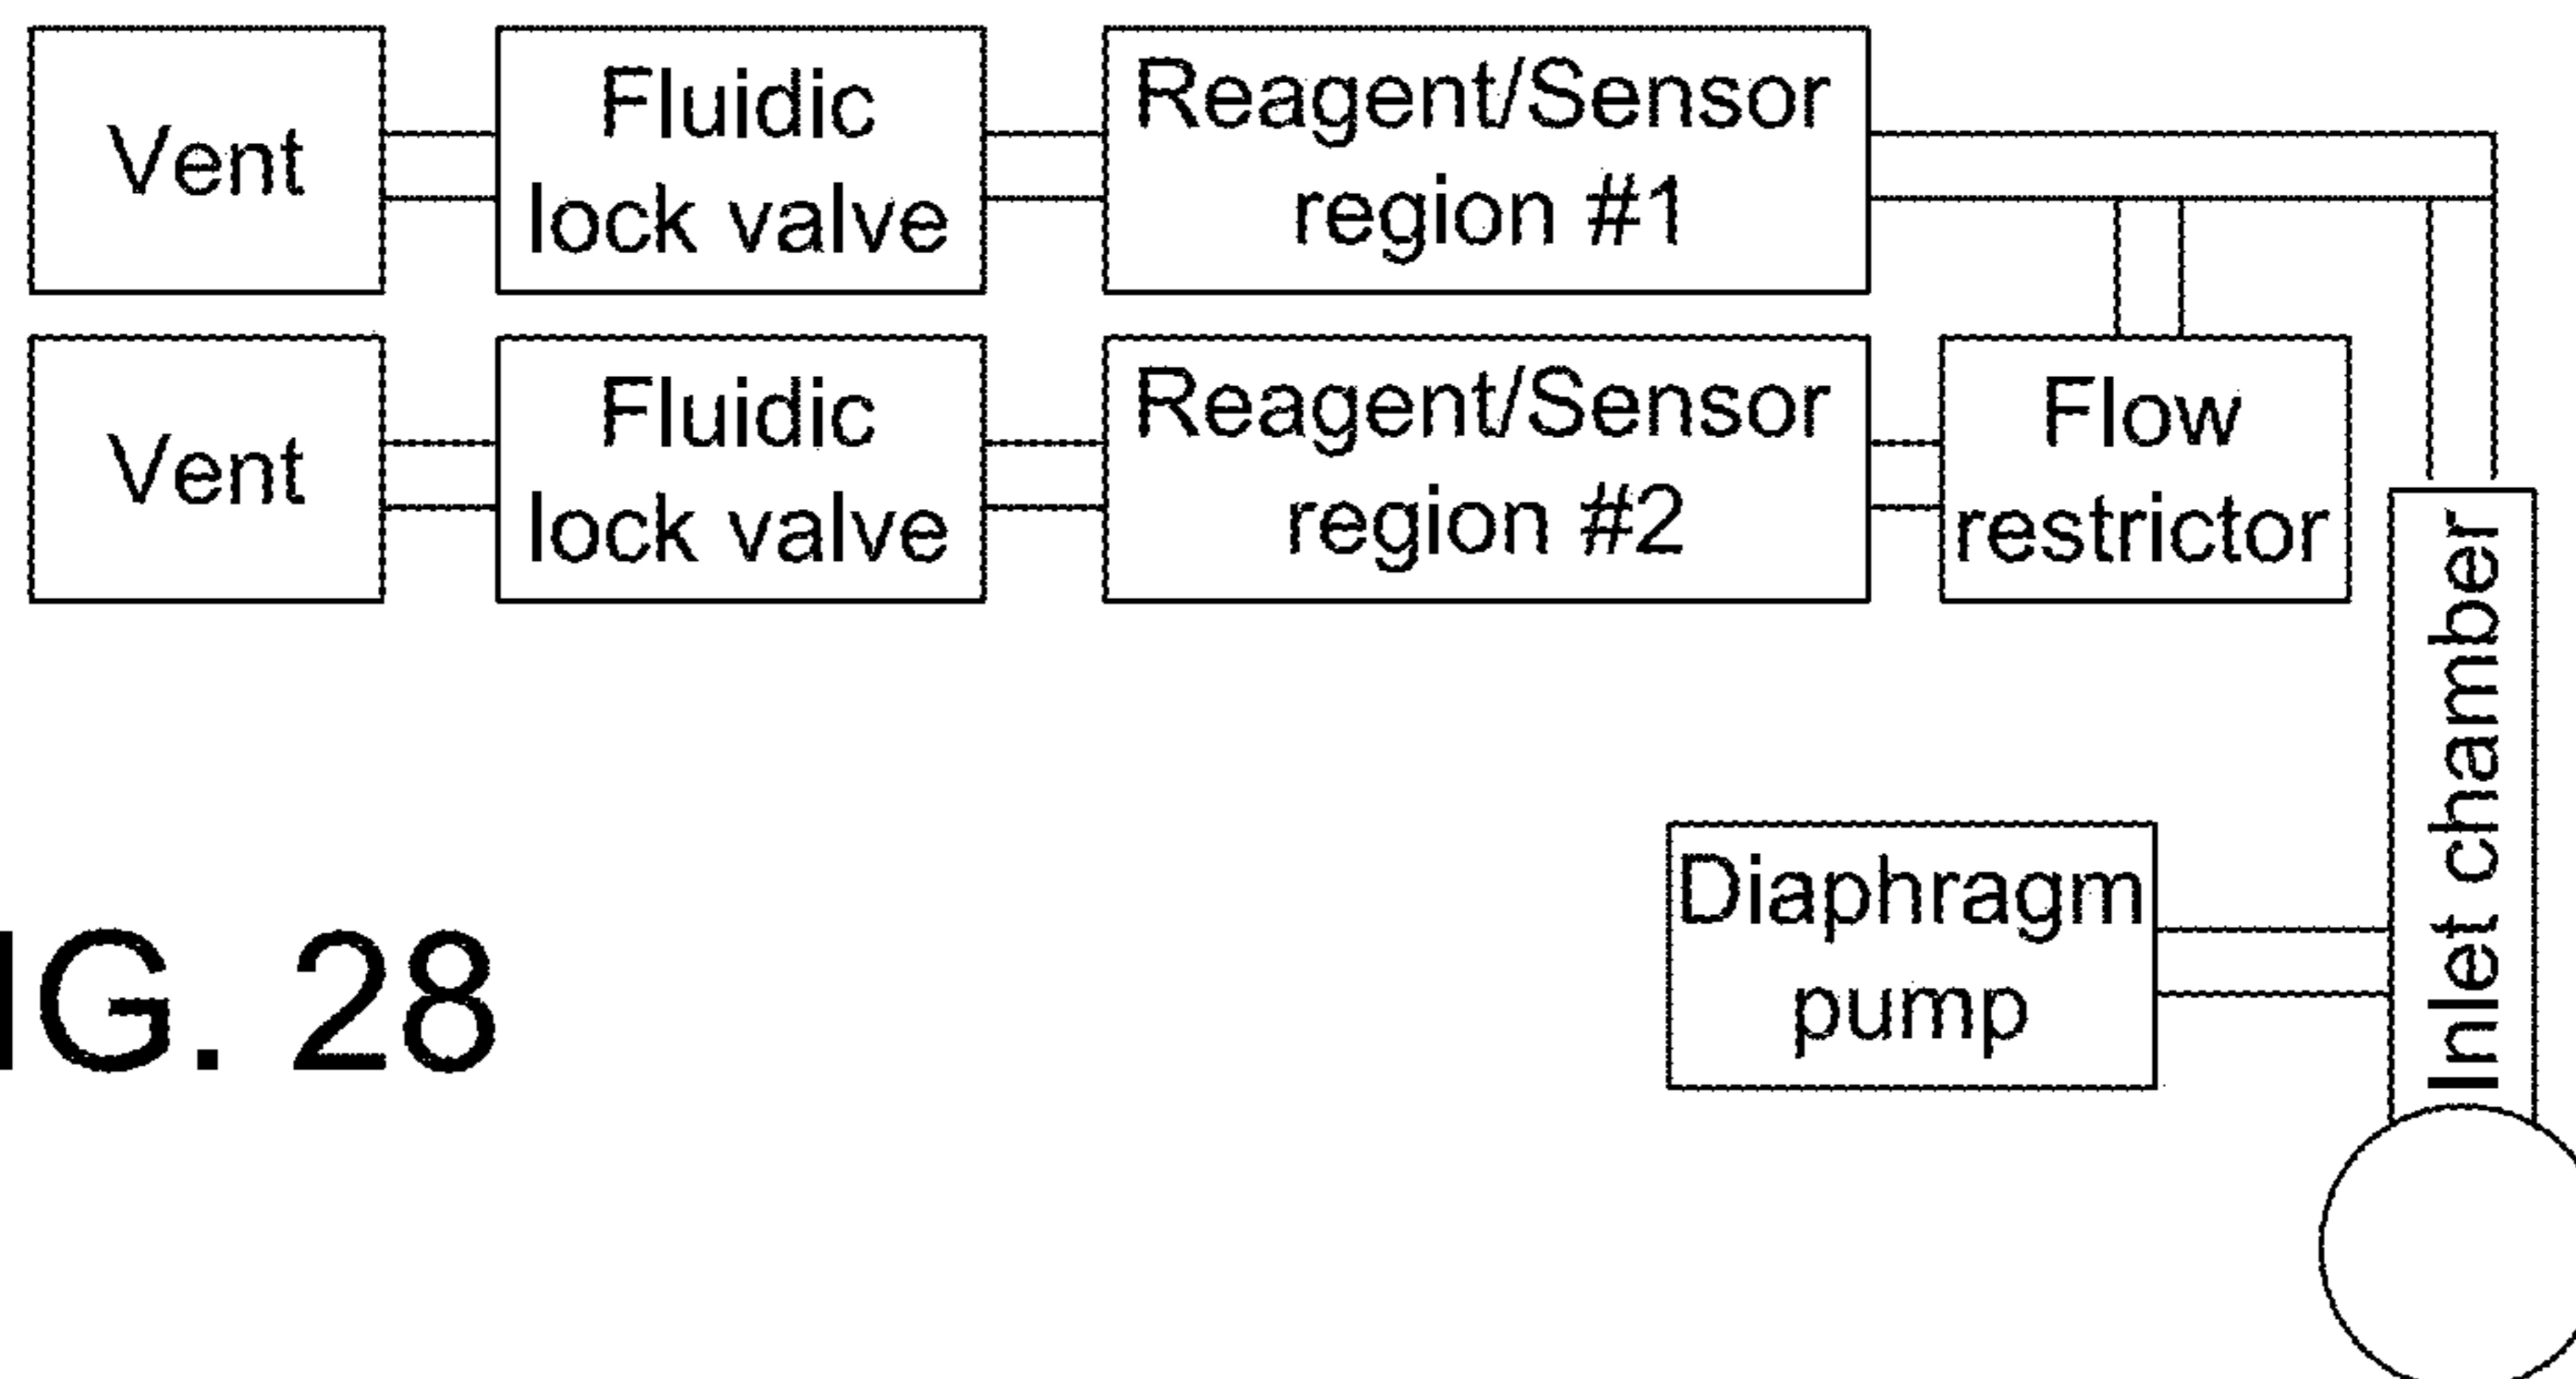 Vent
Fluidic
lock valve
Reagent/Sensor
region #1
Vent
Fluidic
lock valve
Reagent/Sensor
region #2
Flow
restrictor
Inlet chamber
Diaphragm
pump
IG. 28